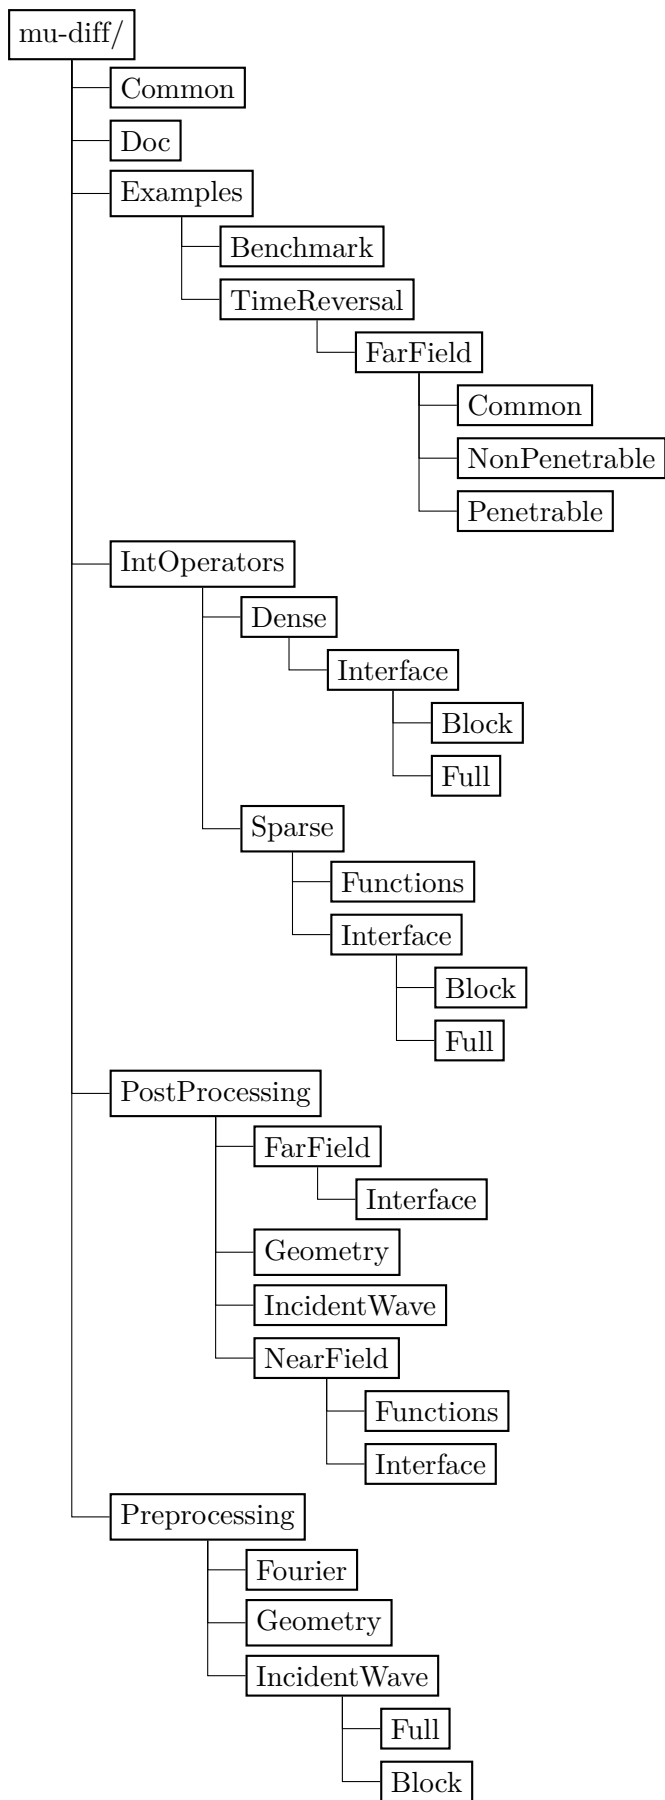 mu-diff/
Common
Doc
Examples
Benchmark
TimeReversal
FarField
Common
NonPenetrable
Penetrable
IntOperators
Dense
Interface
Block
Full
Sparse
Functions
Interface
Block
Full
PostProcessing
FarField
Interface
Geometry
IncidentWave
NearField
Functions
Interface
Preprocessing
Fourier
Geometry
IncidentWave
Full
Block